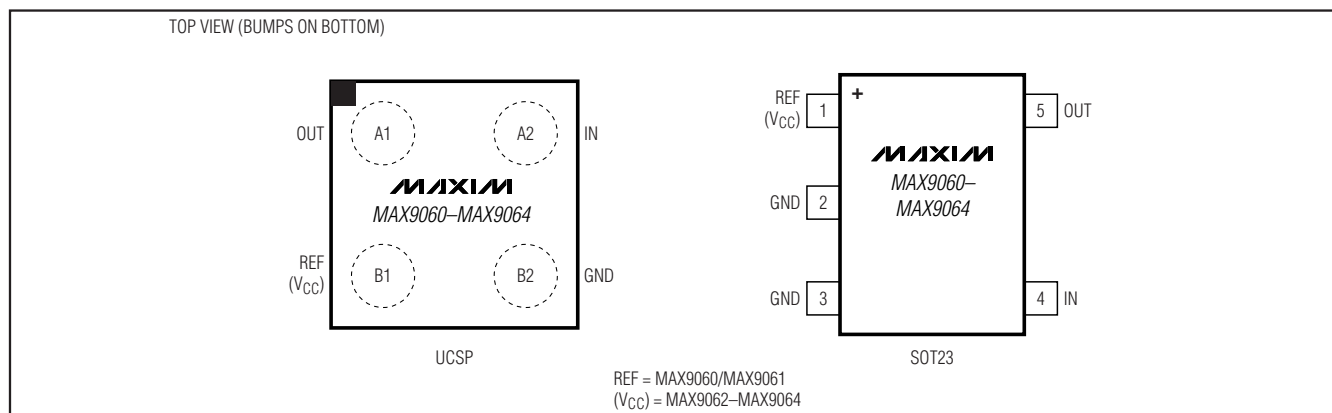 TOP VIEW (BUMPS ON BOTTOM)
OUT
A1
A2
IN
MAXIM
MAX9060–MAX9064
REF
(VCC)
B1
B2
GND
UCSP
REF
(VCC)
1
+
5
OUT
MAXIM
MAX9060–
MAX9064
GND
2
GND
3
4
IN
SOT23
REF = MAX9060/MAX9061
(VCC) = MAX9062–MAX9064